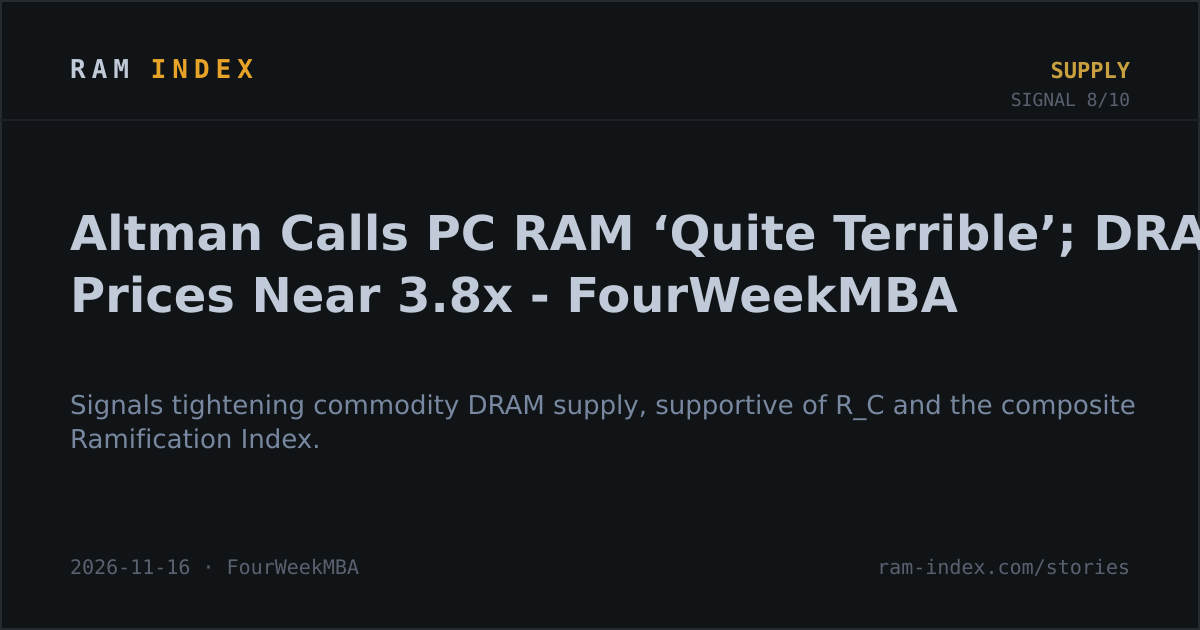 RAM INDEX
SUPPLY
SIGNAL 8/10
Altman Calls PC RAM ‘Quite Terrible’; DRA
Prices Near 3.8x - FourWeekMBA
Signals tightening commodity DRAM supply, supportive of R_C and the composite
Ramification Index.
2026-11-16 · FourWeekMBA
ram-index.com/stories